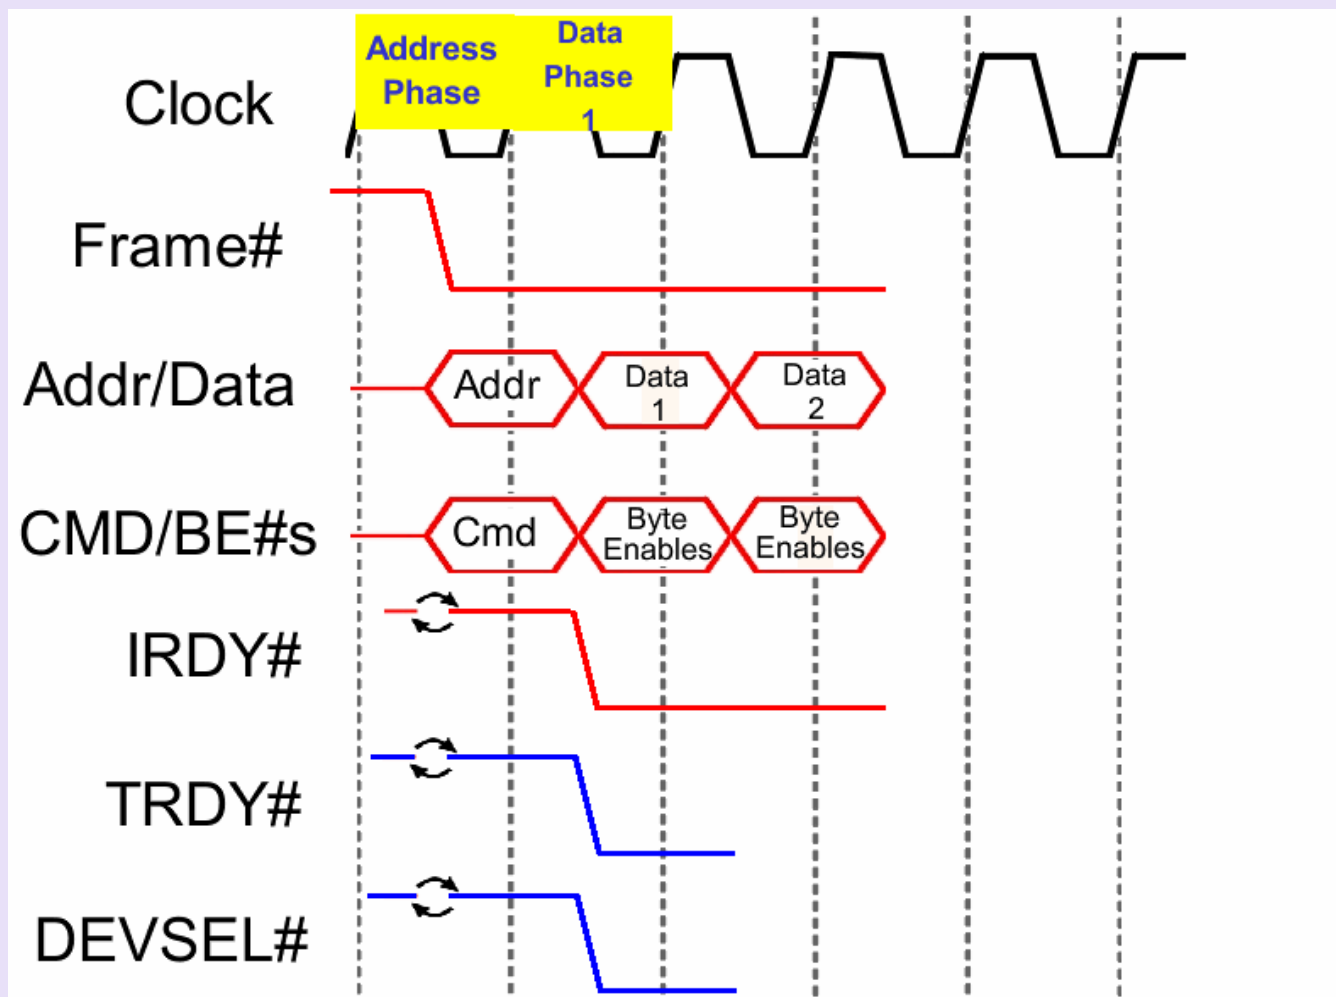 Address
Phase
Data
Phase
1
Clock
Frame#
Addr/Data
Addr
Data
1
Data
2
CMD/BE#s
Cmd
Byte
Enables
Byte
Enables
IRDY#
TRDY#
DEVSEL#